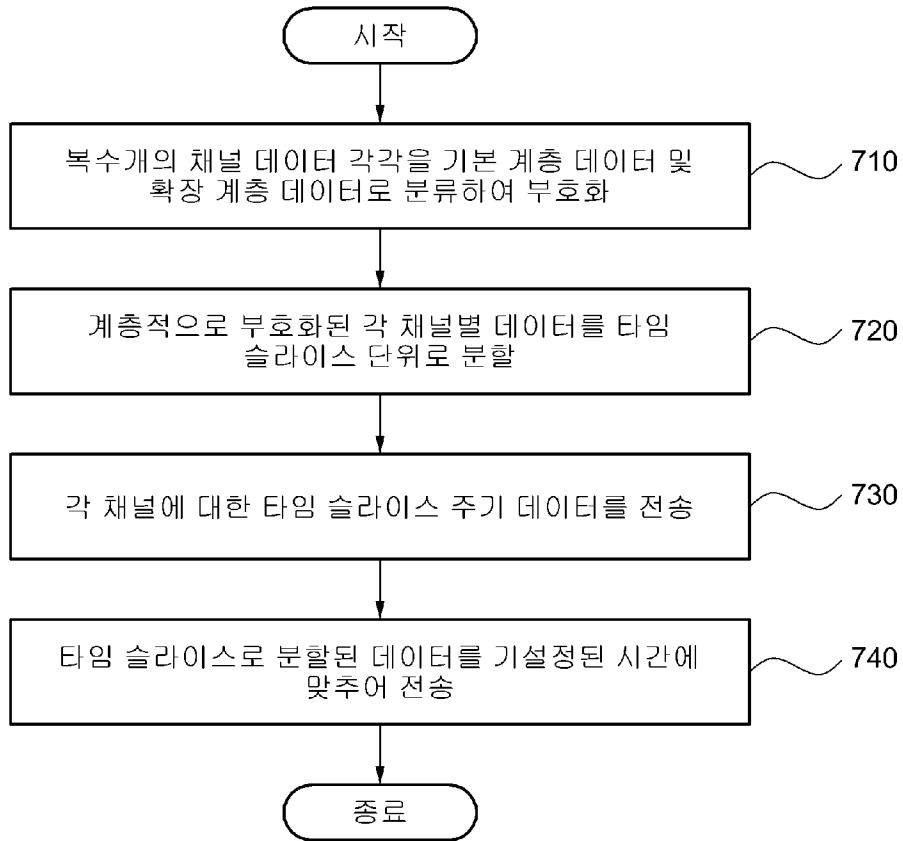 시작
복수개의 채널 데이터 각각을 기본 계층 데이터 및
확장 계층 데이터로 분류하여 부호화
710
계층적으로 부호화된 각 채널별 데이터를 타임
슬라이스 단위로 분할
720
각 채널에 대한 타임 슬라이스 주기 데이터를 전송
730
타임 슬라이스로 분할된 데이터를 기설정된 시간에
맞추어 전송
740
종료